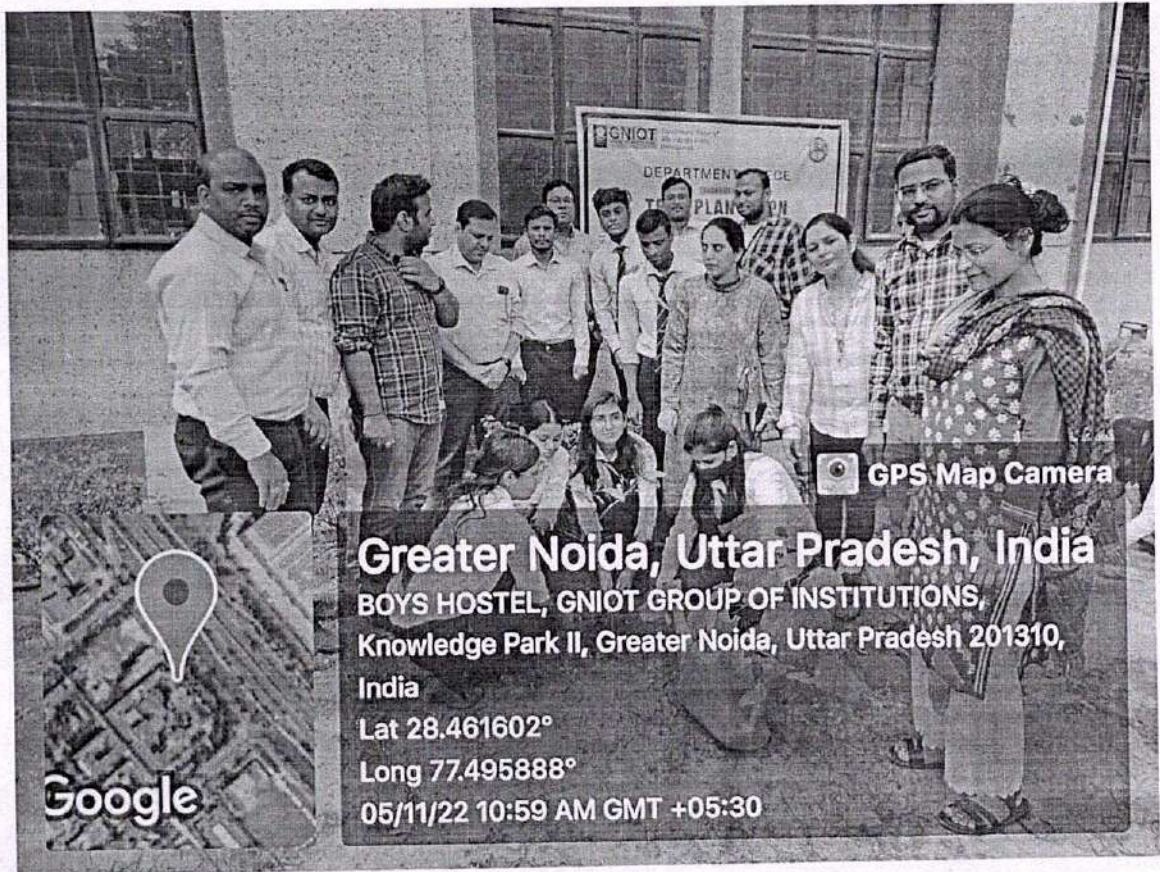 GNIOT
DEPARTMENT ECE
PLAN
GPS Map Camera
Greater Noida, Uttar Pradesh, India
BOYS HOSTEL, GNIOT GROUP OF INSTITUTIONS,
Knowledge Park II, Greater Noida, Uttar Pradesh 201310,
India
Lat 28.461602°
Long 77.495888°
05/11/22 10:59 AM GMT +05:30
Google